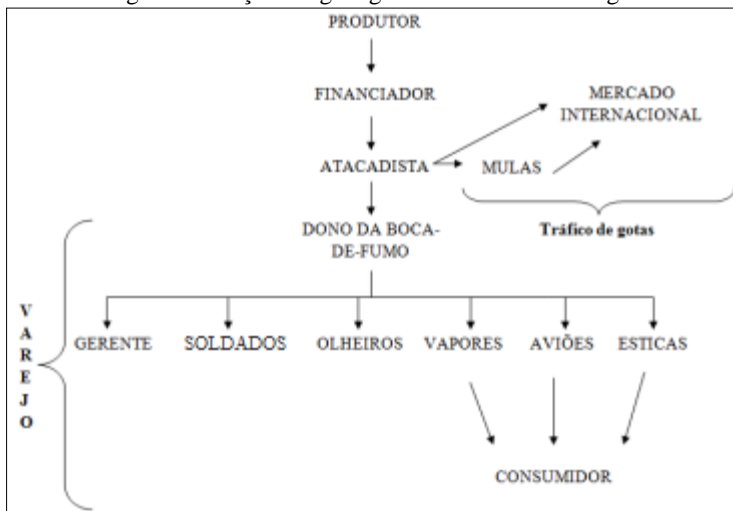 PRODUTOR
FINANCIADOR
MERCADO
INTERNACIONAL
ATACADISTA
MULAS
DONO DA BOCA-
DE-FUMO
Tráfico de gotas
VAREJO
GERENTE
SOLDADOS
OLHEIROS
VAPORES
AVIÕES
ESTICAS
CONSUMIDOR